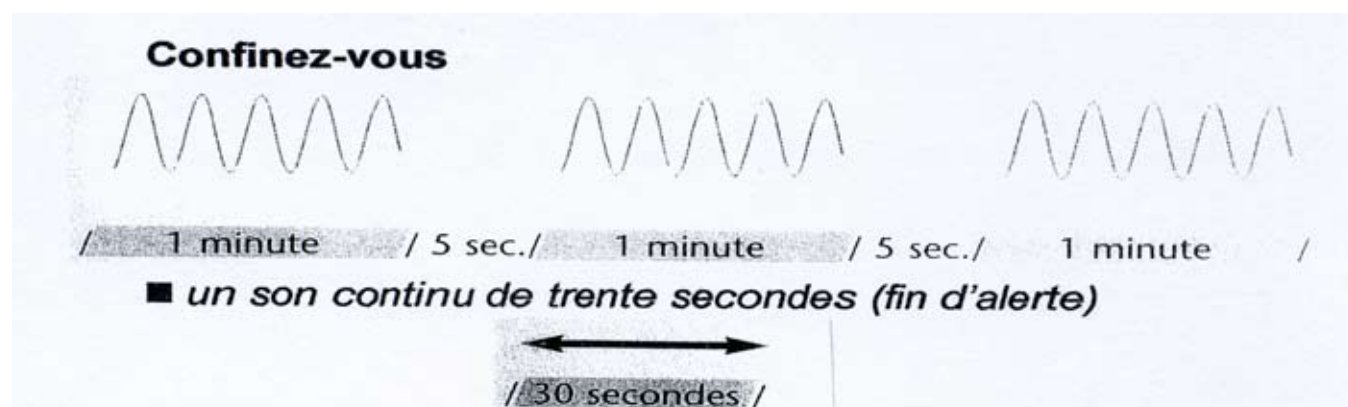 Confinez-vous
/ 1 minute / 5 sec./ 1 minute / 5 sec./ 1 minute /
■ un son continu de trente secondes (fin d'alerte)
/ 30 secondes /